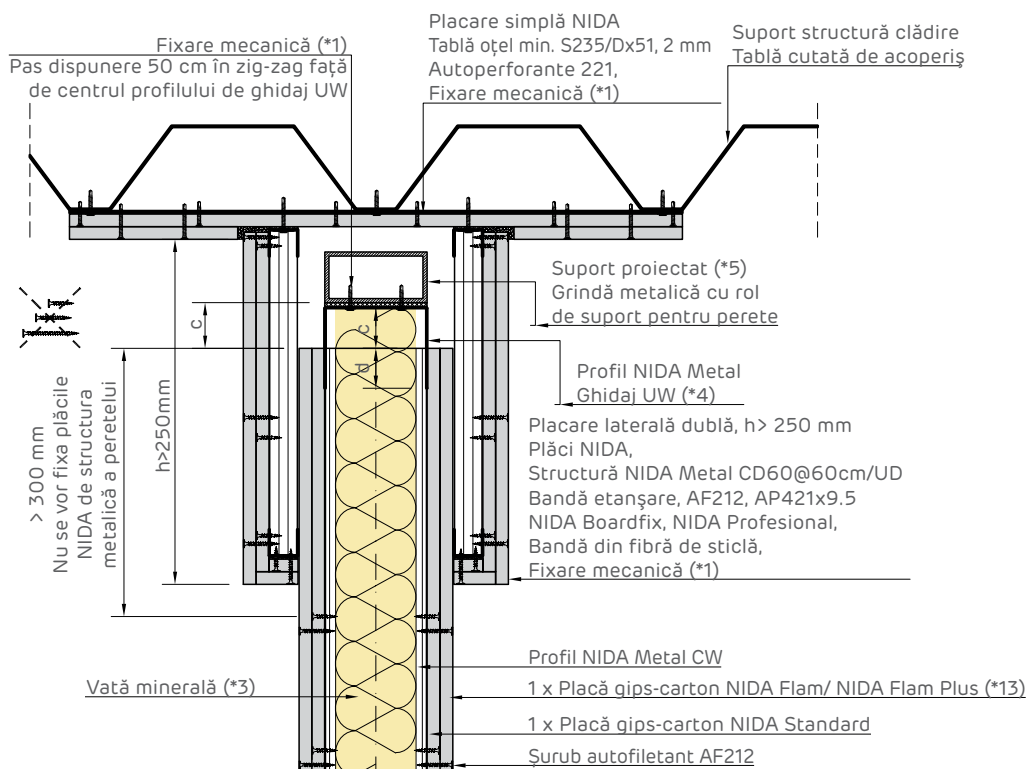 Fixare mecanică (*1)
Pas dispunere 50 cm în zig-zag față
de centrul profilului de ghidaj UW
Placare simplă NIDA
Tablă oțel min. S235/Dx51, 2 mm
Autoperforante 221,
Fixare mecanică (*1)
Suport structură clădire
Tablă cutată de acoperiş
Suport proiectat (*5)
Grindă metalică cu rol
de suport pentru perete
c
c
d
h>250mm
> 300 mm
Nu se vor fixa plăcile
NIDA de structura
metalică a peretelui
Profil NIDA Metal
Ghidaj UW (*4)
Placare laterală dublă, h> 250 mm
Plăci NIDA,
Structură NIDA Metal CD60@60cm/UD
Bandă etanşare, AF212, AP421x9.5
NIDA Boardfix, NIDA Profesional,
Bandă din fibră de sticlă,
Fixare mecanică (*1)
Profil NIDA Metal CW
Vată minerală (*3)
1 x Placă gips-carton NIDA Flam/ NIDA Flam Plus (*13)
1 x Placă gips-carton NIDA Standard
Şurub autofiletant AF212